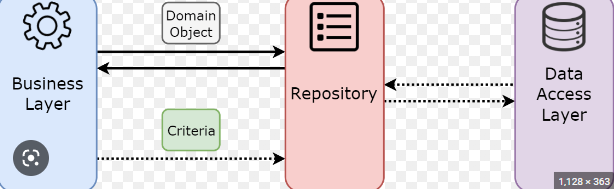 Domain
Object
Business
Layer
Repository
Data
Access
Layer
Criteria
1,128 × 363